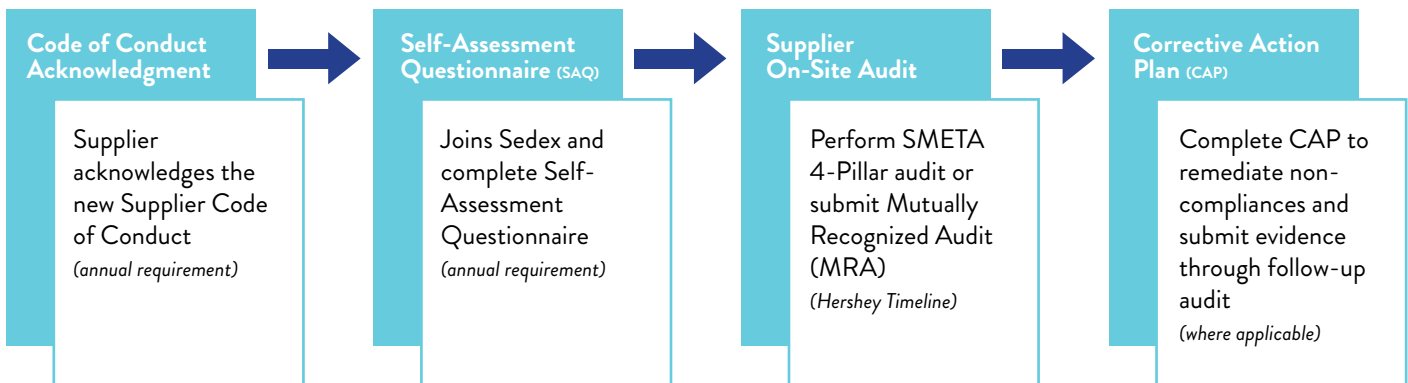 Code of Conduct
Acknowledgment
Supplier
acknowledges the
new Supplier Code
of Conduct
(annual requirement)
Self-Assessment
Questionnaire (SAQ)
Joins Sedex and
complete Self-
Assessment
Questionnaire
(annual requirement)
Supplier
On-Site Audit
Perform SMETA
4-Pillar audit or
submit Mutually
Recognized Audit
(MRA)
(Hershey Timeline)
Corrective Action
Plan (CAP)
Complete CAP to
remediate non-
compliances and
submit evidence
through follow-up
audit
(where applicable)